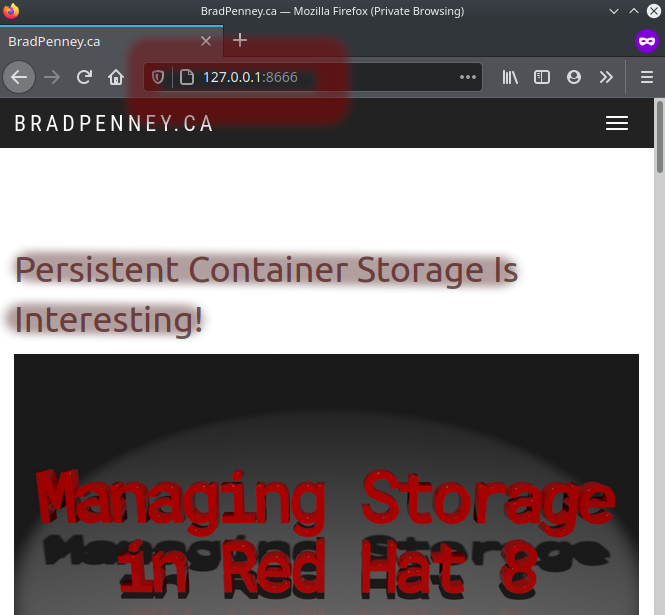 BradPenney.ca — Mozilla Firefox (Private Browsing)
BradPenney.ca
127.0.0.1:8666
BRADPENNEY.CA
Persistent Container Storage Is
Interesting!
Managing Storage
in Red Hat 8